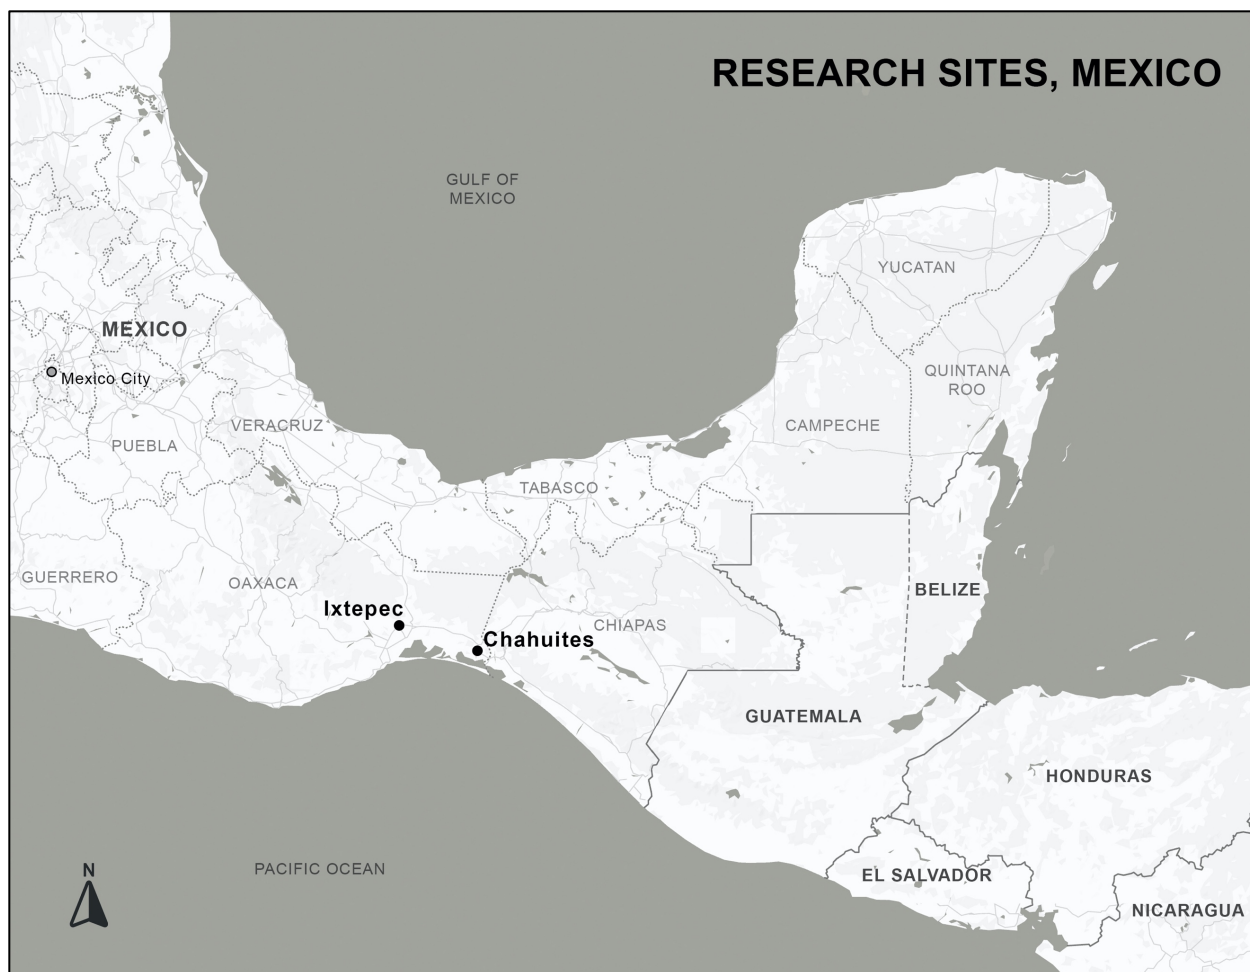 RESEARCH SITES, MEXICO
GULF OF
MEXICO
YUCATAN
MEXICO
Mexico City
QUINTANA
ROO
VERACRUZ
CAMPECHE
PUEBLA
TABASCO
GUERRERO
OAXACA
BELIZE
Ixtepec
CHIAPAS
Chahuites
GUATEMALA
HONDURAS
N
PACIFIC OCEAN
EL SALVADOR
NICARAGUA